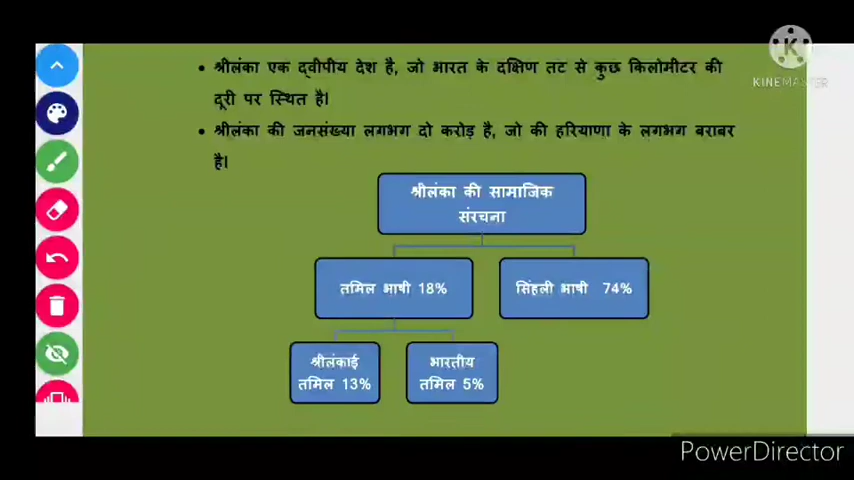 K
KINEMASTER
श्रीलंका एक द्वीपीय देश है, जो भारत के दक्षिण तट से कुछ किलोमीटर की
दूरी पर स्थित है।
श्रीलंका की जनसंख्या लगभग दो करोड़ है, जो की हरियाणा के लगभग बराबर
है।
श्रीलंका की सामाजिक
संरचना
तमिल भाषी 18%
सिंहली भाषी 74%
श्रीलंकाई
तमिल 13%
भारतीय
तमिल 5%
PowerDirector